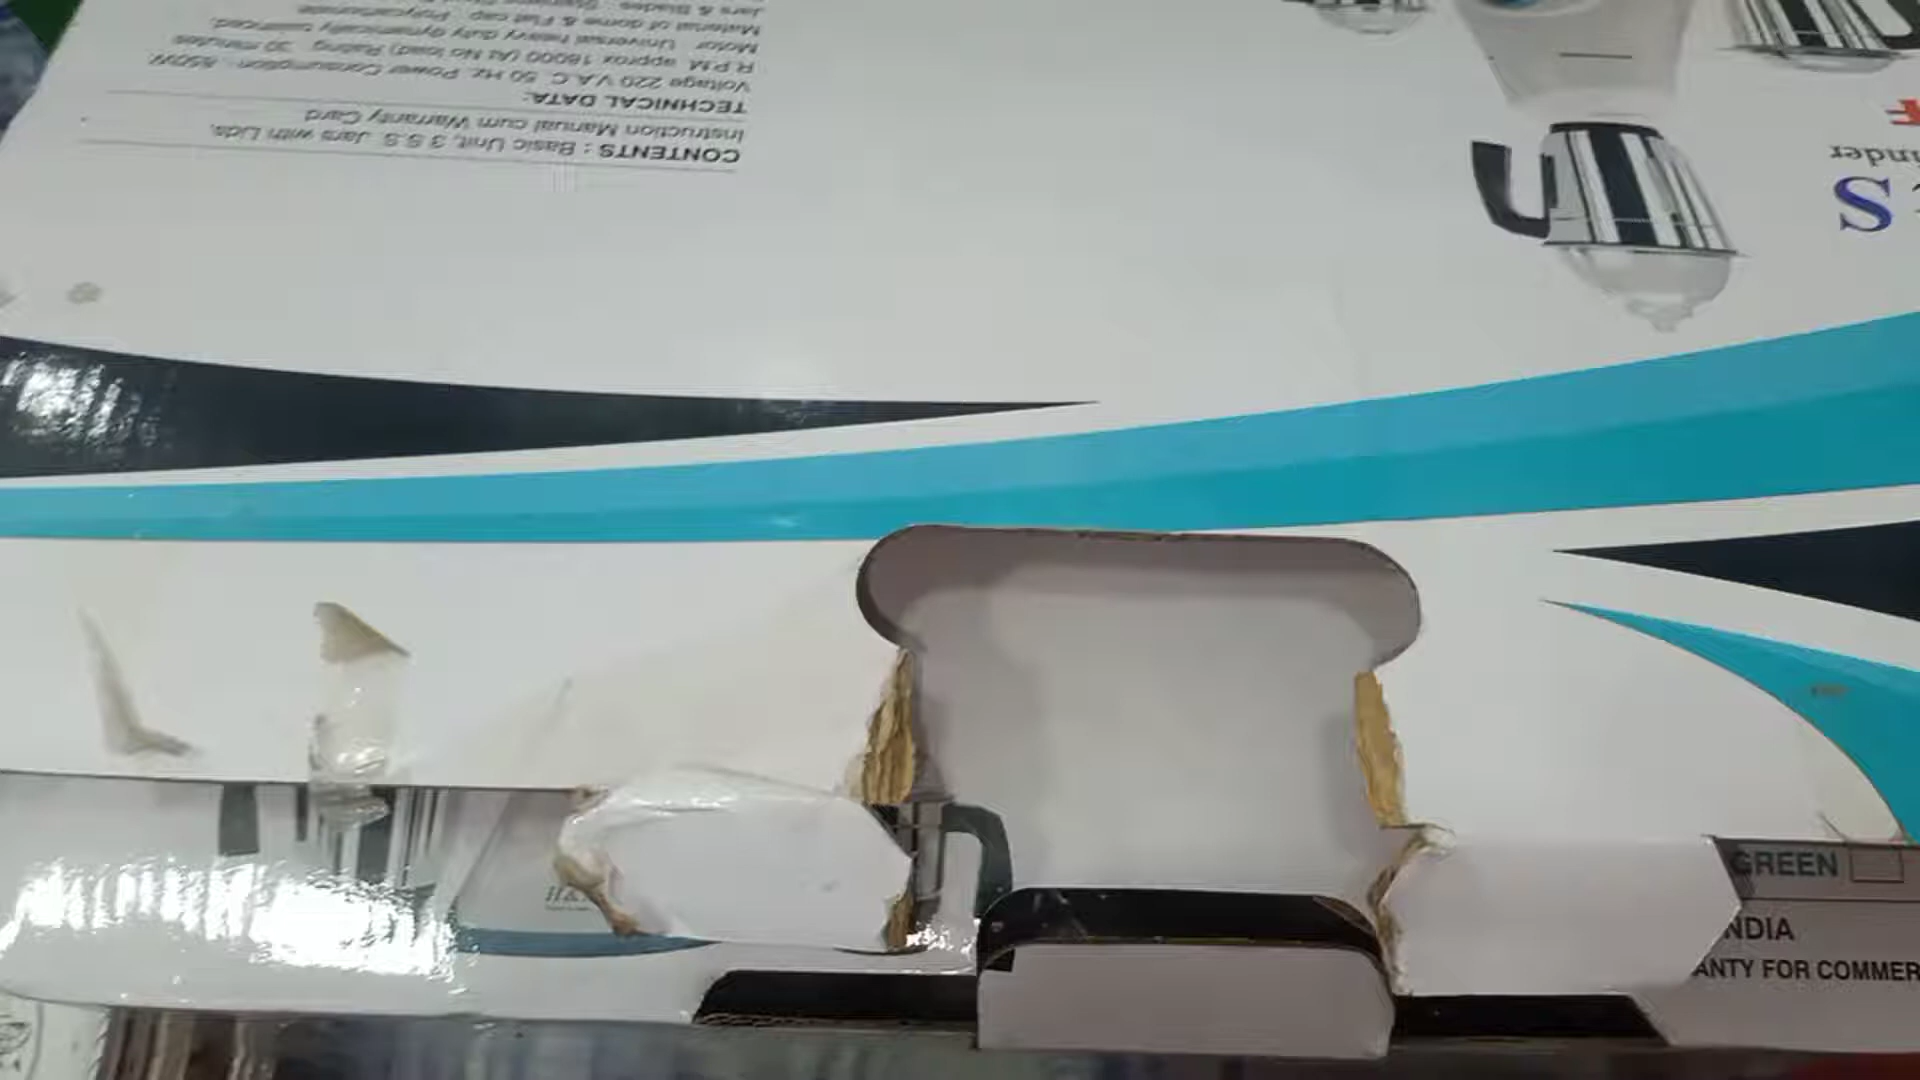 CONTENTS : Basic Unit, 3 S.S. Jars with Lids,
Instruction Manual cum Warranty Card
TECHNICAL DATA:
Voltage 220 V.A.C. 50 Hz. Power Consumption : 850W.
R.P.M. approx 18000 (At No load) Rating : 30 minutes
Motor : Universal heavy duty dynamically balanced.
Material of dome & Flat cap : Polycarbonate
Jars & Blades : Stainless
S
inder
F
GREEN
NDIA
ANTY FOR COMMER